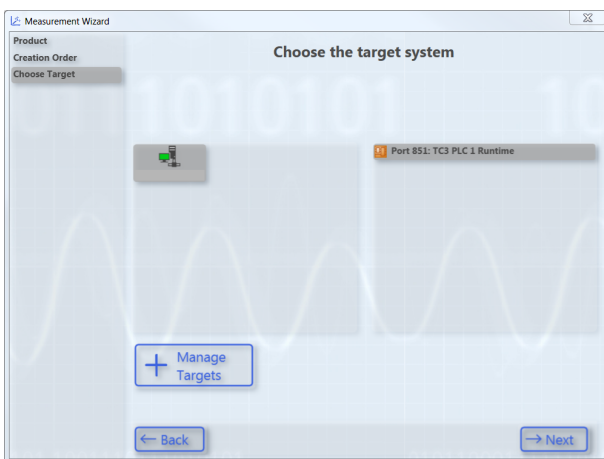 Measurement Wizard
Product
Creation Order
Choose Target
Choose the target system
Port 851: TC3 PLC 1 Runtime
Manage
Targets
Back
Next